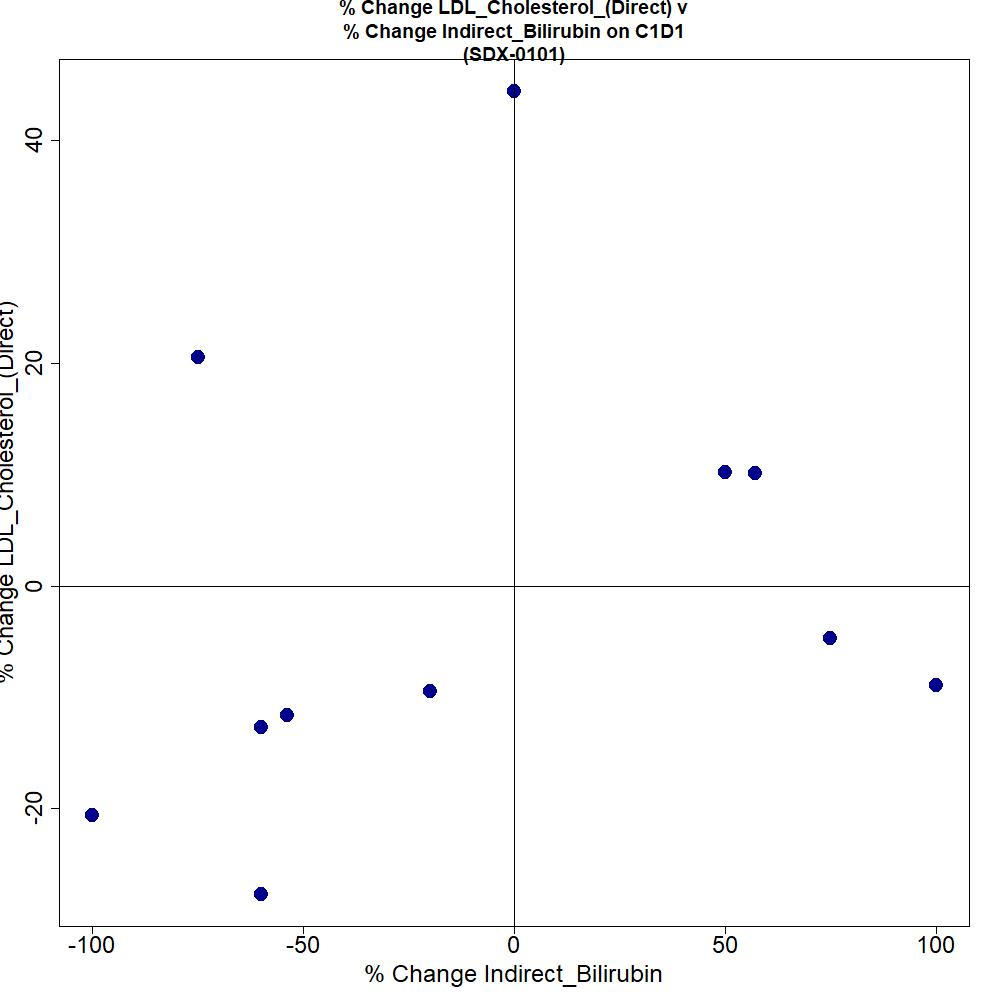 % Change LDL_Cholesterol_(Direct) v
% Change Indirect_Bilirubin on C1D1
(SDX-0101)
% Change LDL_Cholesterol_(Direct)
40
20
0
-20
-100
-50
0
50
100
% Change Indirect_Bilirubin